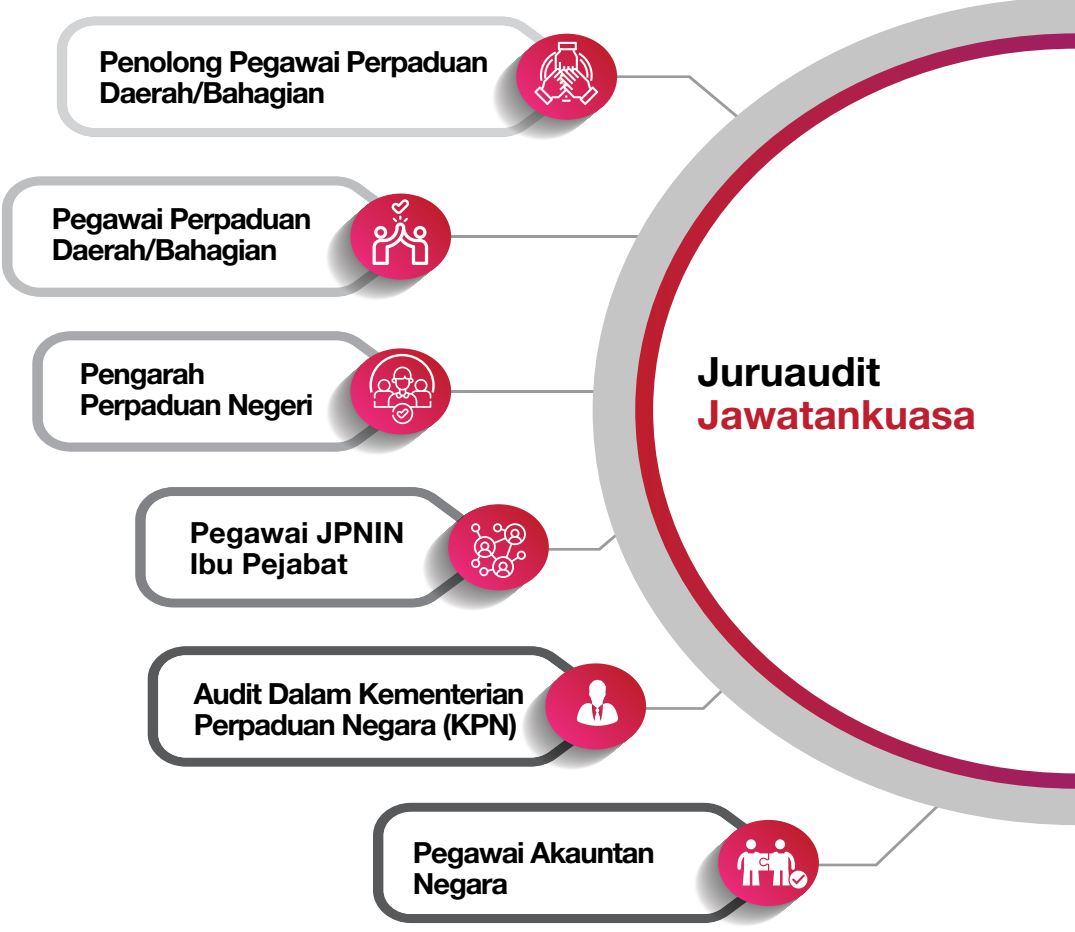 Penolong Pegawai Perpaduan
Daerah/Bahagian
Pegawai Perpaduan
Daerah/Bahagian
Pengarah
Perpaduan Negeri
Juruaudit
Jawatankuasa
Pegawai JPNIN
Ibu Pejabat
Audit Dalam Kementerian
Perpaduan Negara (KPN)
Pegawai Akauntan
Negara